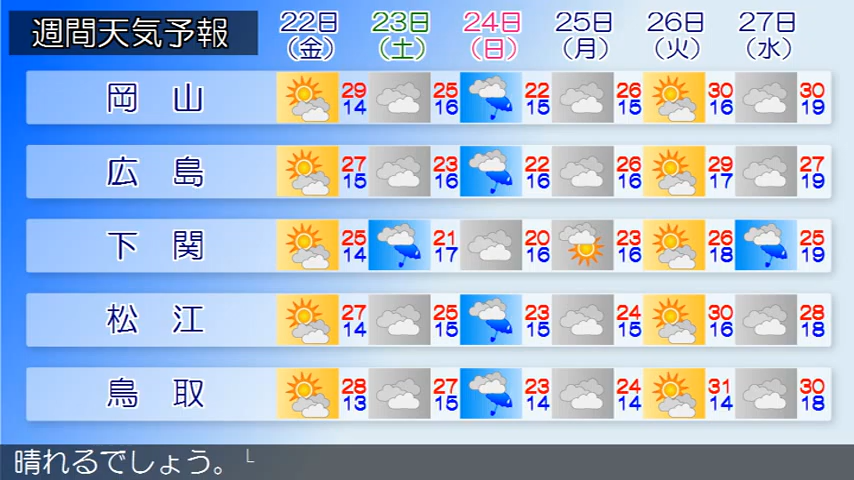 週間天気予報 22日 23日 24日 25日 26日 27日
（金） （土） （日） （月） （火） （水）
岡　山 29 14 25 16 22 15 26 15 30 16 30 19
広　島 27 15 23 16 22 16 26 16 29 17 27 19
下　関 25 14 21 17 20 16 23 16 26 18 25 19
松　江 27 14 25 15 23 15 24 15 30 16 28 18
鳥　取 28 13 27 15 23 14 24 14 31 14 30 18
晴れるでしょう。└